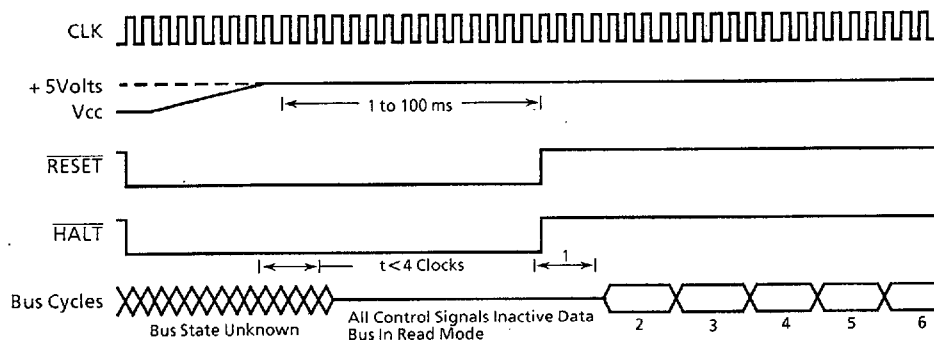 CLK
+ 5Volts
Vcc
1 to 100 ms
RESET
HALT
t < 4 Clocks
1
Bus Cycles
Bus State Unknown
All Control Signals Inactive Data
Bus In Read Mode
2
3
4
5
6